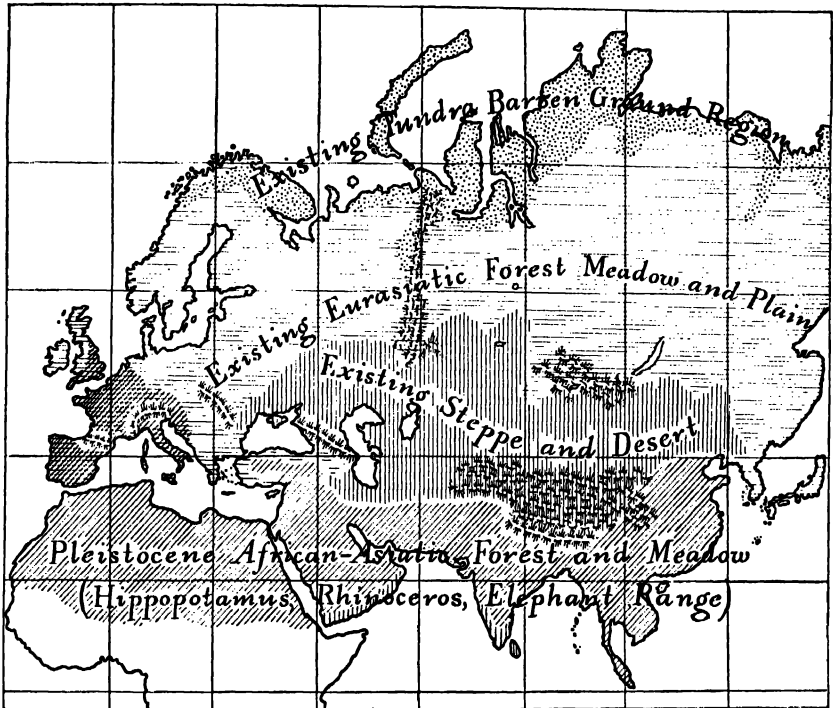 Existing Tundra Barren Ground Region
Existing Eurasiatic Forest Meadow and Plain
Existing Steppe and Desert
Pleistocene African-Asiatic Forest and Meadow
(Hippopotamus, Rhinoceros, Elephant Range)